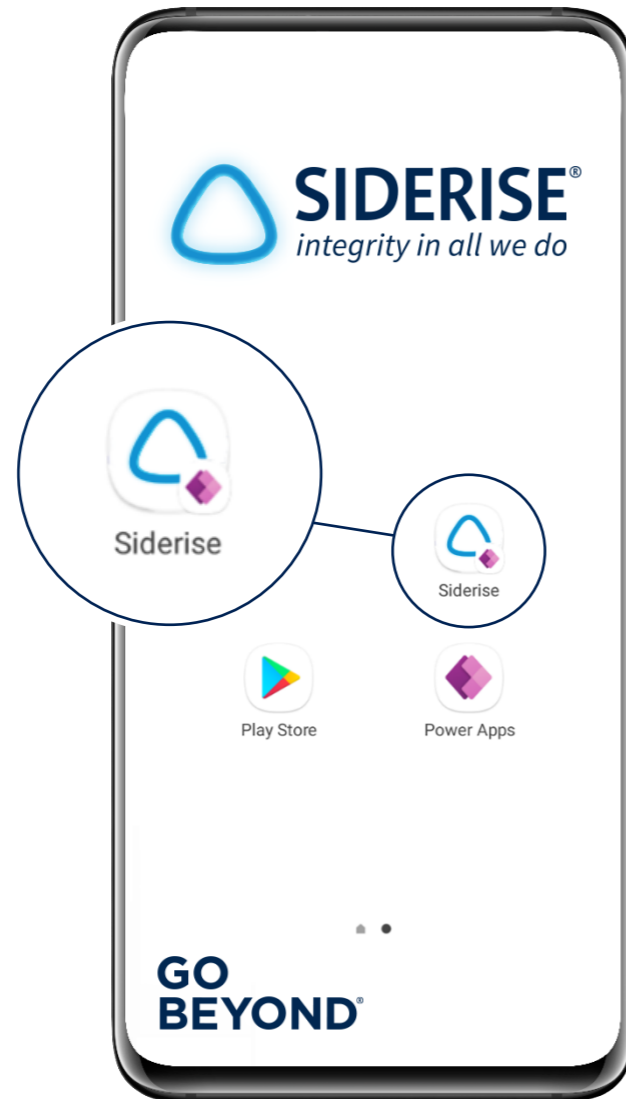 SIDERISE®
integrity in all we do
Siderise
Siderise
Play Store
Power Apps
GO
BEYOND®